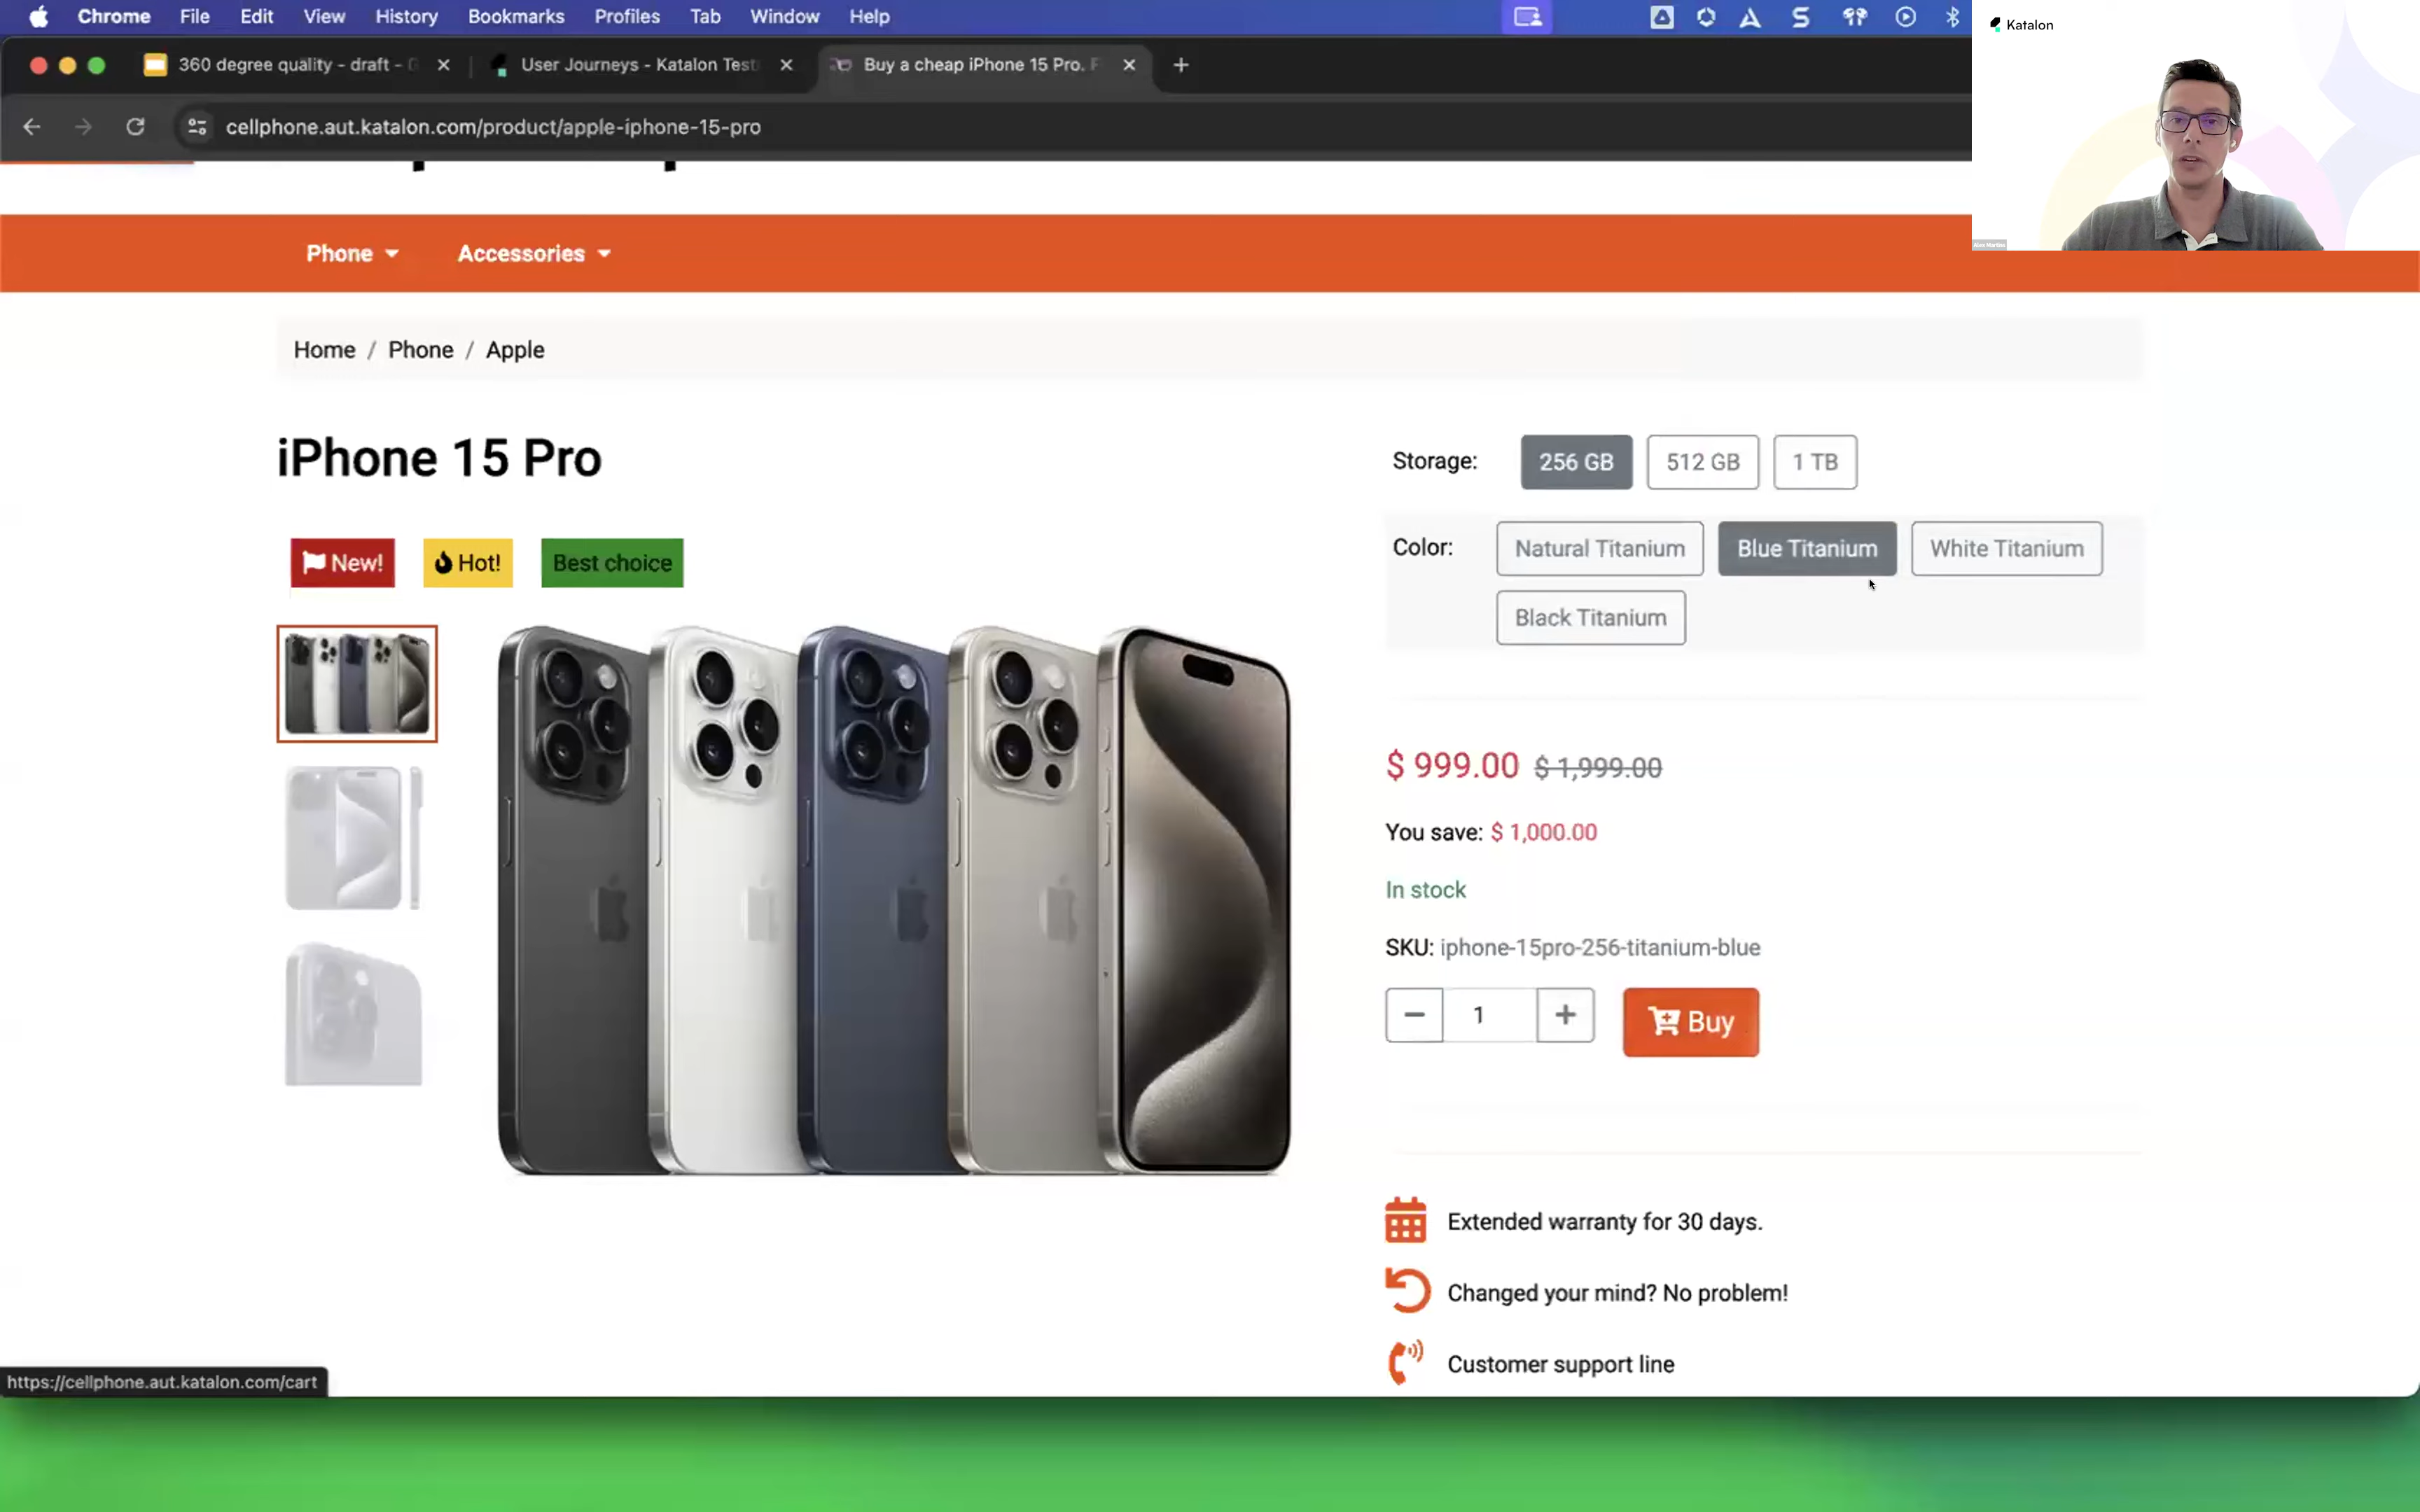 Chrome File Edit View History Bookmarks Profiles Tab Window Help
Katalon
360 degree quality - draft -
User Journeys - Katalon Test
Buy a cheap iPhone 15 Pro.
cellphone.aut.katalon.com/product/apple-iphone-15-pro
Alex Martins
Phone Accessories
Home / Phone / Apple
iPhone 15 Pro
New! Hot! Best choice
Storage: 256 GB 512 GB 1 TB
Color: Natural Titanium Blue Titanium White Titanium
Black Titanium
$ 999.00 $ 1,999.00
You save: $ 1,000.00
In stock
SKU: iphone-15pro-256-titanium-blue
− 1 + Buy
Extended warranty for 30 days.
Changed your mind? No problem!
Customer support line
https://cellphone.aut.katalon.com/cart